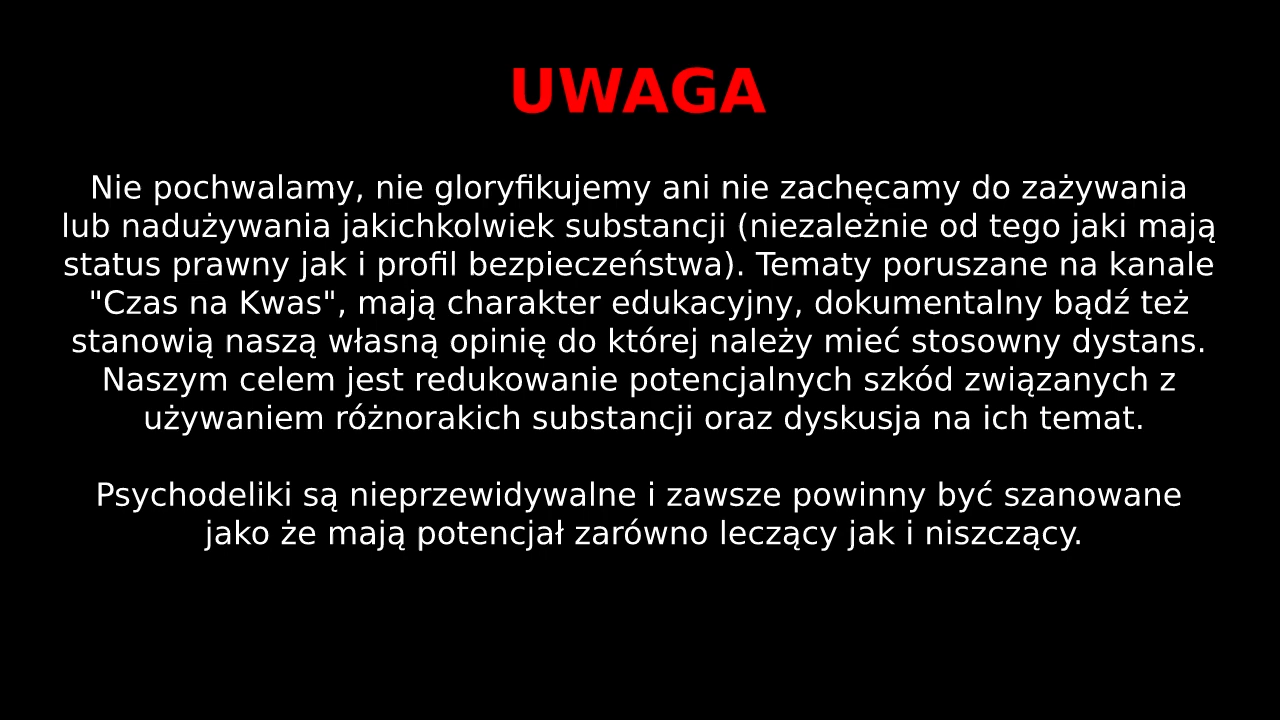 UWAGA
Nie pochwalamy, nie gloryfikujemy ani nie zachęcamy do zażywania
lub nadużywania jakichkolwiek substancji (niezależnie od tego jaki mają
status prawny jak i profil bezpieczeństwa). Tematy poruszane na kanale
"Czas na Kwas", mają charakter edukacyjny, dokumentalny bądź też
stanowią naszą własną opinię do której należy mieć stosowny dystans.
Naszym celem jest redukowanie potencjalnych szkód związanych z
używaniem różnorakich substancji oraz dyskusja na ich temat.
Psychodeliki są nieprzewidywalne i zawsze powinny być szanowane
jako że mają potencjał zarówno leczący jak i niszczący.